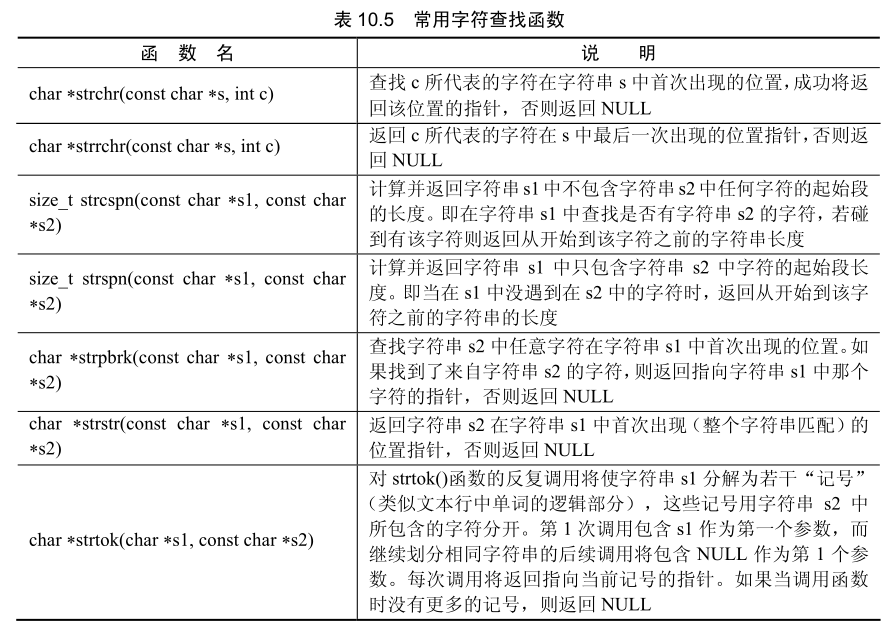 表 10.5 常用字符查找函数
函 数 名
说 明
char *strchr(const char *s, int c)
查找 c 所代表的字符在字符串 s 中首次出现的位置，成功将返
回该位置的指针，否则返回 NULL
char *strrchr(const char *s, int c)
返回 c 所代表的字符在 s 中最后一次出现的位置指针，否则返
回 NULL
size_t strcspn(const char *s1, const char
*s2)
计算并返回字符串 s1 中不包含字符串 s2 中任何字符的起始段
的长度。即在字符串 s1 中查找是否有字符串 s2 的字符，若碰
到有该字符则返回从开始到该字符之前的字符串长度
size_t strspn(const char *s1, const char
*s2)
计算并返回字符串 s1 中只包含字符串 s2 中字符的起始段长
度。即当在 s1 中没遇到在 s2 中的字符时，返回从开始到该字
符之前的字符串的长度
char *strpbrk(const char *s1, const char
*s2)
查找字符串 s2 中任意字符在字符串 s1 中首次出现的位置。如
果找到了来自字符串 s2 的字符，则返回指向字符串 s1 中那个
字符的指针，否则返回 NULL
char *strstr(const char *s1, const char
*s2)
返回字符串 s2 在字符串 s1 中首次出现（整个字符串匹配）的
位置指针，否则返回 NULL
char *strtok(char *s1, const char *s2)
对 strtok()函数的反复调用将使字符串 s1 分解为若干“记号”
（类似文本行中单词的逻辑部分），这些记号用字符串 s2 中
所包含的字符分开。第 1 次调用包含 s1 作为第一个参数，而
继续划分相同字符串的后续调用将包含 NULL 作为第 1 个参
数。每次调用将返回指向当前记号的指针。如果当调用函数
时没有更多的记号，则返回 NULL